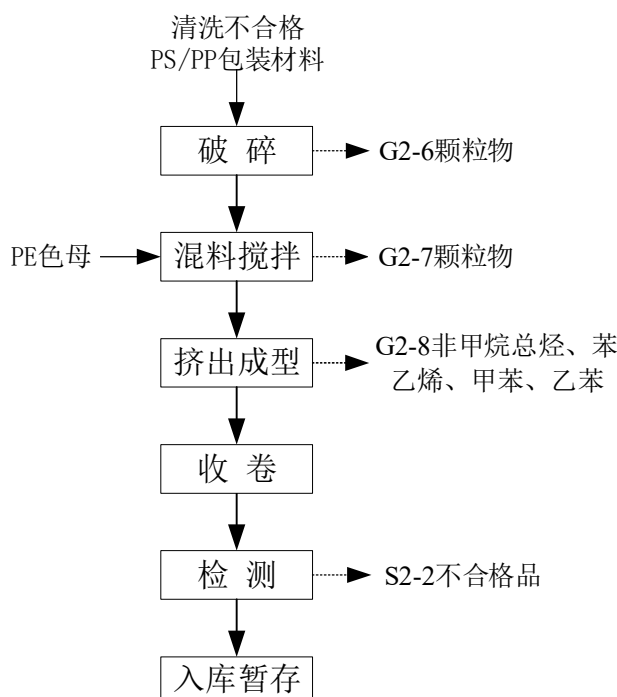 清洗不合格
PS/PP包装材料
破 碎
G2-6颗粒物
PE色母
混料搅拌
G2-7颗粒物
挤出成型
G2-8非甲烷总烃、苯
乙烯、甲苯、乙苯
收 卷
检 测
S2-2不合格品
入库暂存